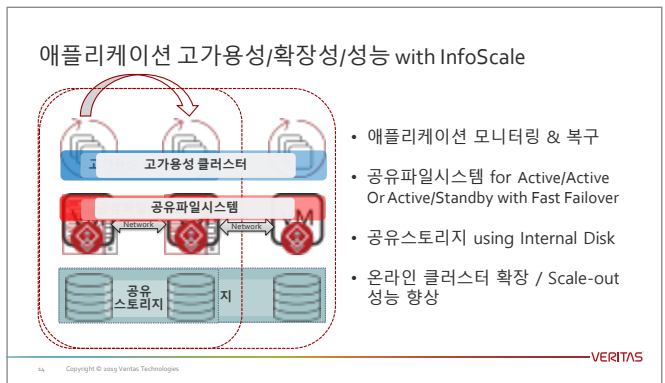 애플리케이션 고가용성/확장성/성능 with InfoScale
고
고가용성 클러스터
공유파일시스템
Network
Network
M
공유
스토리지
지
• 애플리케이션 모니터링 & 복구
• 공유파일시스템 for Active/Active
Or Active/Standby with Fast Failover
• 공유스토리지 using Internal Disk
• 온라인 클러스터 확장 / Scale-out
성능 향상
VERITAS
14 Copyright © 2019 Veritas Technologies